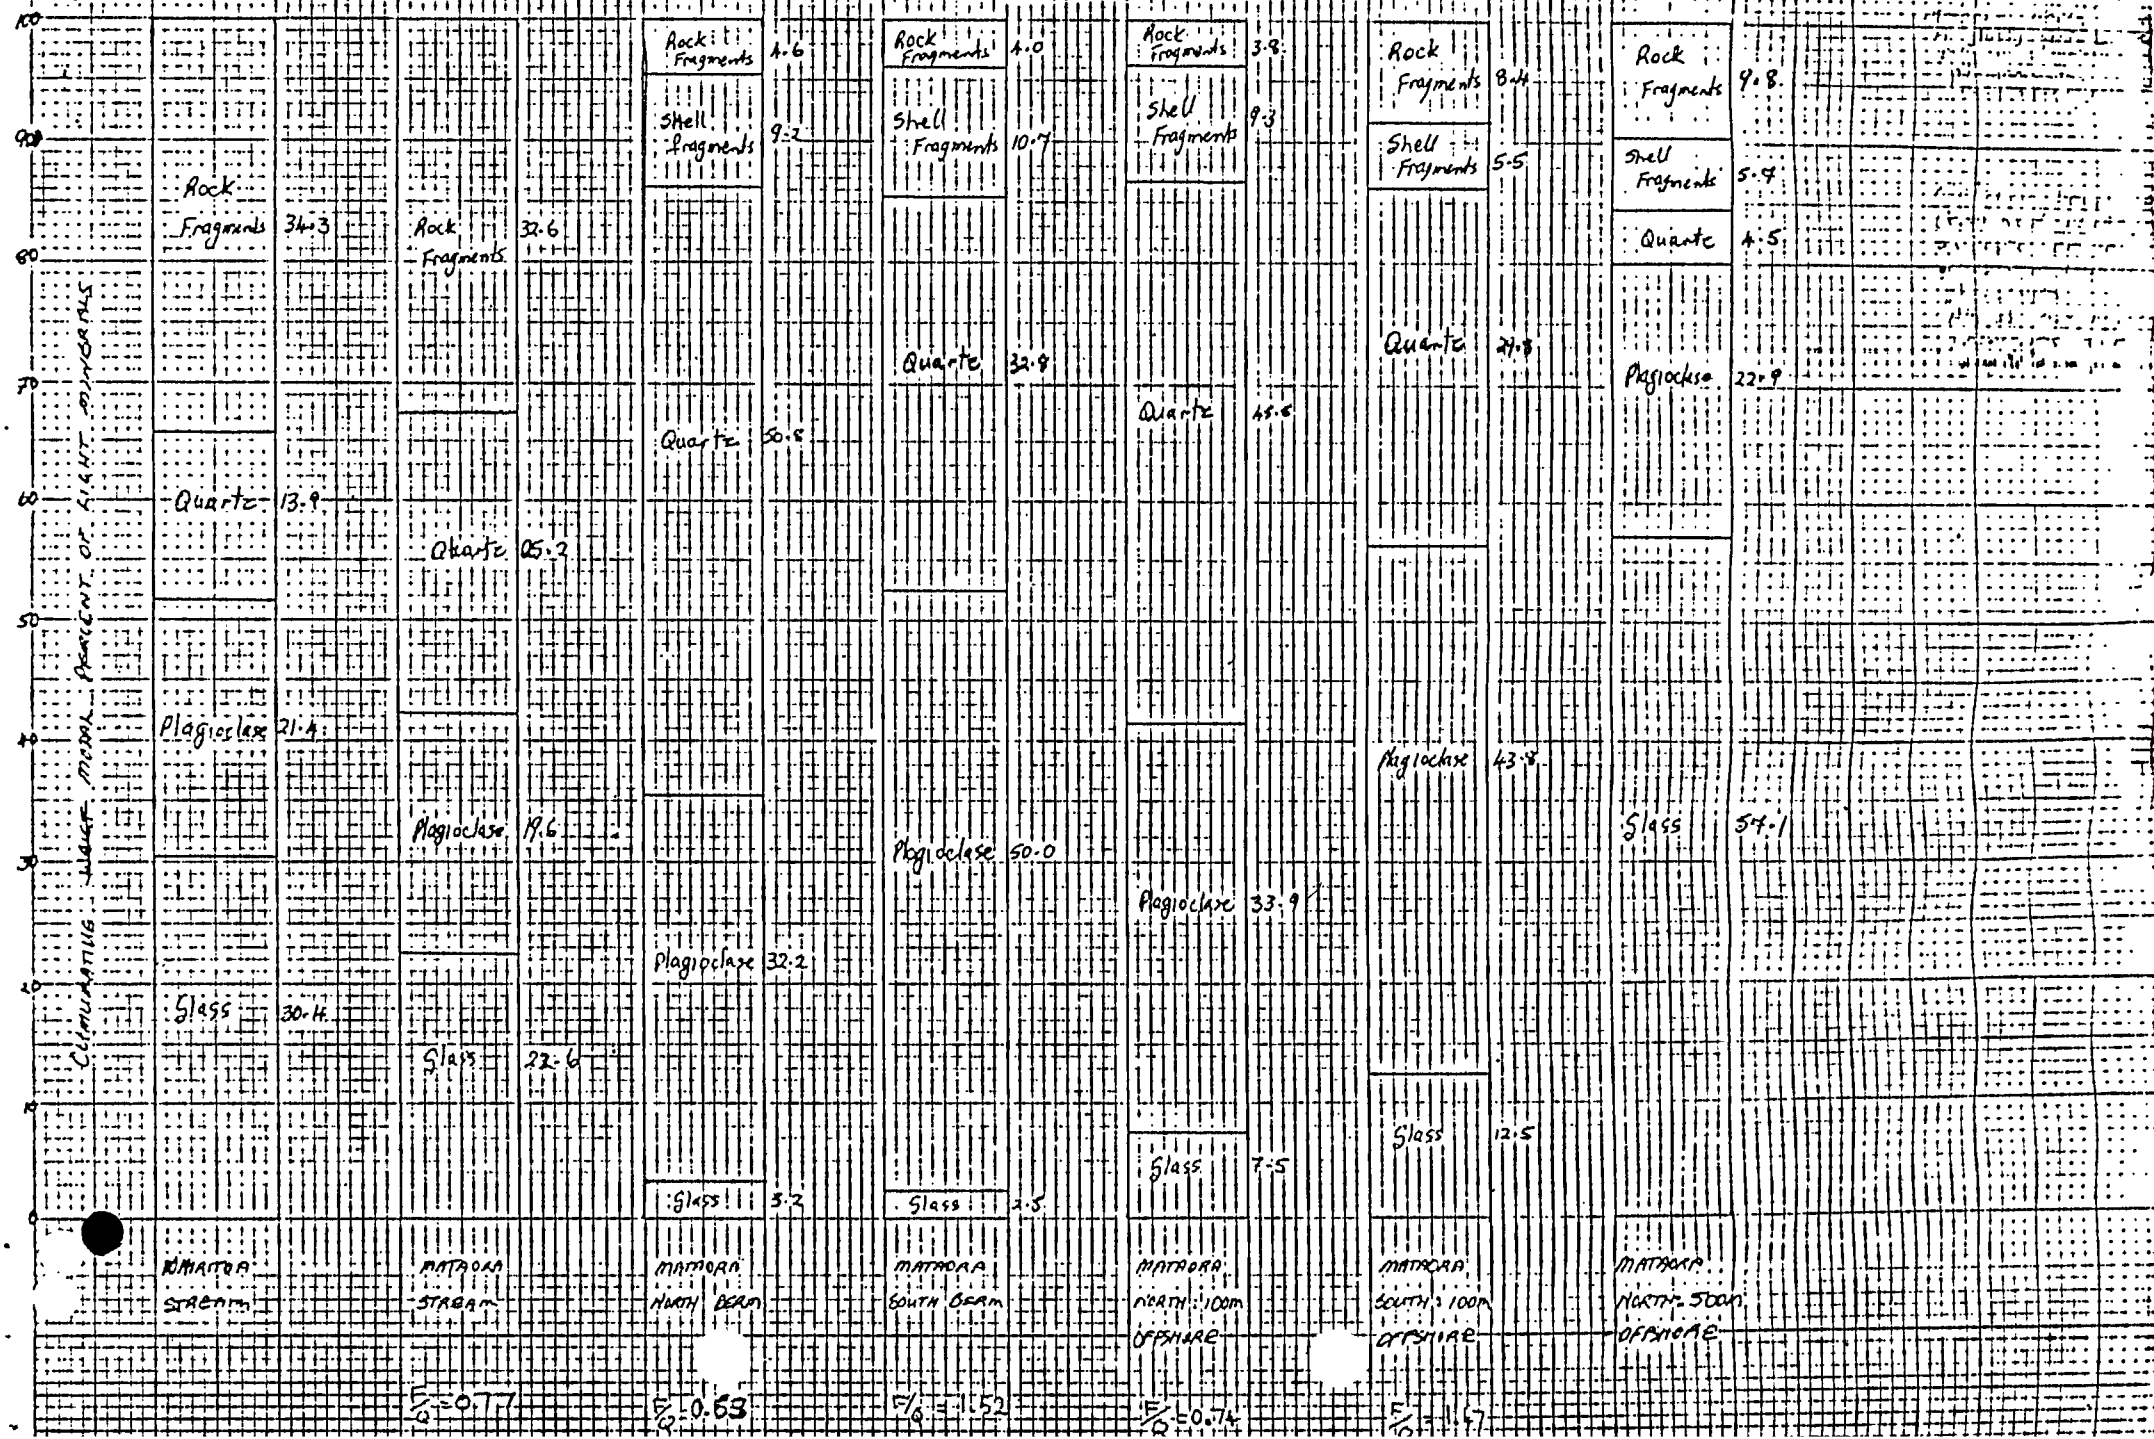 100
90
80
70
60
50
40
30
20
10
0
CUMULATIVE MODAL PERCENT OF LIGHT MINERALS
Rock
Fragments 34.3
Quartz 13.9
Plagioclase 21.4
Glass 30.4
WHIRITOA
STREAM
Rock 32.6
Fragments
Quartz 25.2
Plagioclase 19.6
Glass 22.6
MATAORA
STREAM
F/Q = 0.77
Rock
Fragments 4.6
Shell
fragments 9.2
Quartz 50.8
Plagioclase 32.2
Glass 3.2
MATAORA
NORTH BERM
F/Q = 0.63
Rock
Fragments 4.0
Shell
Fragments 10.7
Quartz 32.8
Plagioclase 50.0
Glass 2.5
MATAORA
SOUTH BERM
F/Q = 1.52
Rock
Fragments 3.8
Shell
Fragments 9.3
Quartz 45.5
Plagioclase 33.9
Glass 7.5
MATAORA
NORTH : 100m
OFFSHORE
F/Q = 0.74
Rock
Fragments 8.4
Shell
Fragments 5.5
Quartz 29.8
Plagioclase 43.8
Glass 12.5
MATAORA
SOUTH : 100m
OFFSHORE
F/Q = 1.47
Rock
Fragments 9.8
Shell
Fragments 5.7
Quartz 4.5
Plagioclase 22.9
Glass 57.1
MATAORA
NORTH : 500m
OFFSHORE